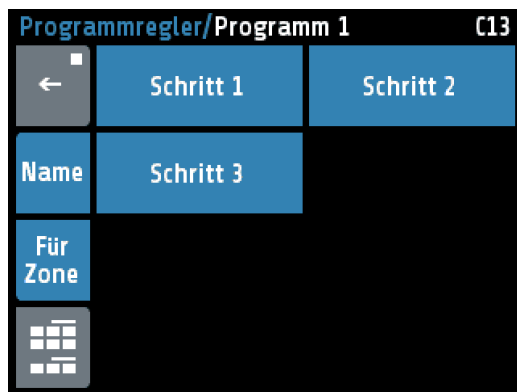 Programmregler/Programm 1 C13
← Schritt 1 Schritt 2
Name Schritt 3
Für
Zone